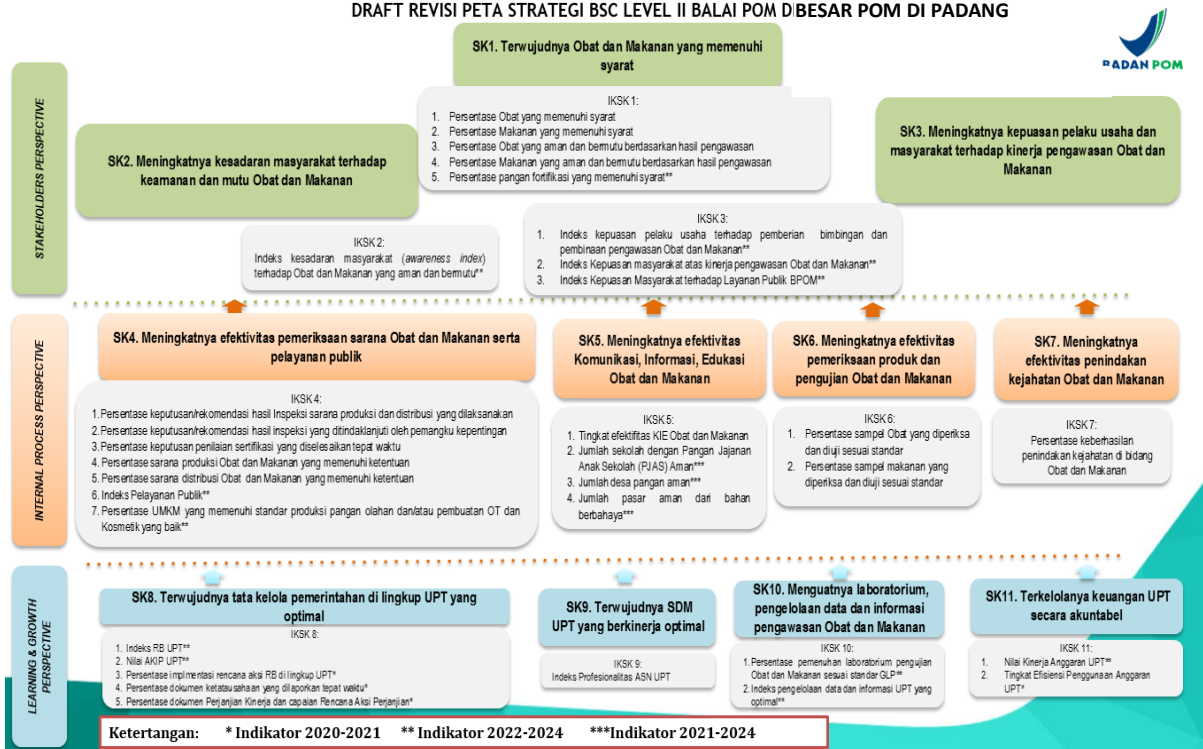 DRAFT REVISI PETA STRATEGI BSC LEVEL II BALAI POM DIBESAR POM DI PADANG
BADAN POM
STAKEHOLDERS PERSPECTIVE
SK1. Terwujudnya Obat dan Makanan yang memenuhi
syarat
IKSK 1:
1. Persentase Obat yang memenuhi syarat
2. Persentase Makanan yang memenuhi syarat
3. Persentase Obat yang aman dan bermutu berdasarkan hasil pengawasan
4. Persentase Makanan yang aman dan bermutu berdasarkan hasil pengawasan
5. Persentase pangan fortifikasi yang memenuhi syarat**
SK2. Meningkatnya kesadaran masyarakat terhadap
keamanan dan mutu Obat dan Makanan
IKSK 2:
Indeks kesadaran masyarakat (awareness index)
terhadap Obat dan Makanan yang aman dan bermutu**
SK3. Meningkatnya kepuasan pelaku usaha dan
masyarakat terhadap kinerja pengawasan Obat dan
Makanan
IKSK 3:
1. Indeks kepuasan pelaku usaha terhadap pemberian bimbingan dan
pembinaan pengawasan Obat dan Makanan**
2. Indeks Kepuasan masyarakat atas kinerja pengawasan Obat dan Makanan**
3. Indeks Kepuasan Masyarakat terhadap Layanan Publik BPOM**
INTERNAL PROCESS PERSPECTIVE
SK4. Meningkatnya efektivitas pemeriksaan sarana Obat dan Makanan serta
pelayanan publik
IKSK 4:
1. Persentase keputusan/rekomendasi hasil Inspeksi sarana produksi dan distribusi yang dilaksanakan
2. Persentase keputusan/rekomendasi hasil inspeksi yang ditindaklanjuti oleh pemangku kepentingan
3. Persentase keputusan penilaian sertifikasi yang diselesaikan tepat waktu
4. Persentase sarana produksi Obat dan Makanan yang memenuhi ketentuan
5. Persentase sarana distribusi Obat dan Makanan yang memenuhi ketentuan
6. Indeks Pelayanan Publik**
7. Persentase UMKM yang memenuhi standar produksi pangan olahan dan/atau pembuatan OT dan
Kosmetik yang baik**
SK5. Meningkatnya efektivitas
Komunikasi, Informasi, Edukasi
Obat dan Makanan
IKSK 5:
1. Tingkat efektifitas KIE Obat dan Makanan
2. Jumlah sekolah dengan Pangan Jajanan
Anak Sekolah (PJAS) Aman***
3. Jumlah desa pangan aman***
4. Jumlah pasar aman dari bahan
berbahaya***
SK6. Meningkatnya efektivitas
pemeriksaan produk dan
pengujian Obat dan Makanan
IKSK 6:
1. Persentase sampel Obat yang diperiksa
dan diuji sesuai standar
2. Persentase sampel makanan yang
diperiksa dan diuji sesuai standar
SK7. Meningkatnya
efektivitas penindakan
kejahatan Obat dan Makanan
IKSK 7:
Persentase keberhasilan
penindakan kejahatan di bidang
Obat dan Makanan
LEARNING & GROWTH
PERSPECTIVE
SK8. Terwujudnya tata kelola pemerintahan di lingkup UPT yang
optimal
IKSK 8:
1. Indeks RB UPT**
2. Nilai AKIP UPT**
3. Persentase implmentasi rencana aksi RB di lingkup UPT*
4. Persentase dokumen ketatausahaan yang dilaporkan tepat waktu*
5. Persentase dokumen Perjanjian Kinerja dan capaian Rencana Aksi Perjanjian*
SK9. Terwujudnya SDM
UPT yang berkinerja optimal
IKSK 9:
Indeks Profesionalitas ASN UPT
SK10. Menguatnya laboratorium,
pengelolaan data dan informasi
pengawasan Obat dan Makanan
IKSK 10:
1. Persentase pemenuhan laboratorium pengujian
Obat dan Makanan sesuai standar GLP**
2. Indeks pengelolaan data dan informasi UPT yang
optimal**
SK11. Terkelolanya keuangan UPT
secara akuntabel
IKSK 11:
1. Nilai Kinerja Anggaran UPT**
2. Tingkat Efisiensi Penggunaan Anggaran
UPT*
Ketertangan: * Indikator 2020-2021 ** Indikator 2022-2024 ***Indikator 2021-2024